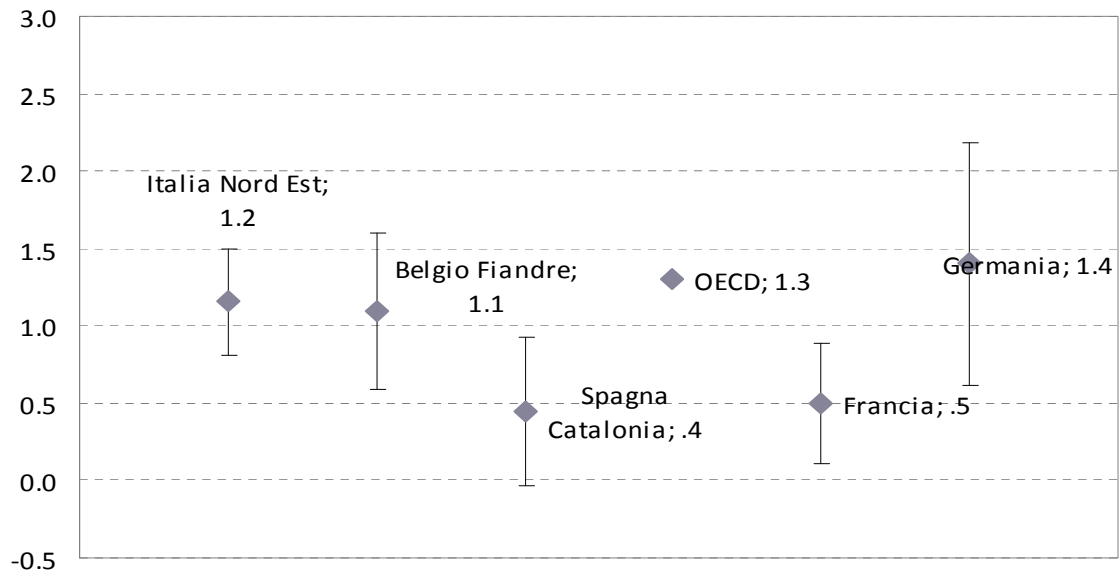 3.0
2.5
2.0
Italia Nord Est;
1.2
1.5
Belgio Fiandre;
1.1
OECD; 1.3
Germania; 1.4
1.0
Spagna
Catalonia; .4
Francia; .5
0.5
0.0
-0.5